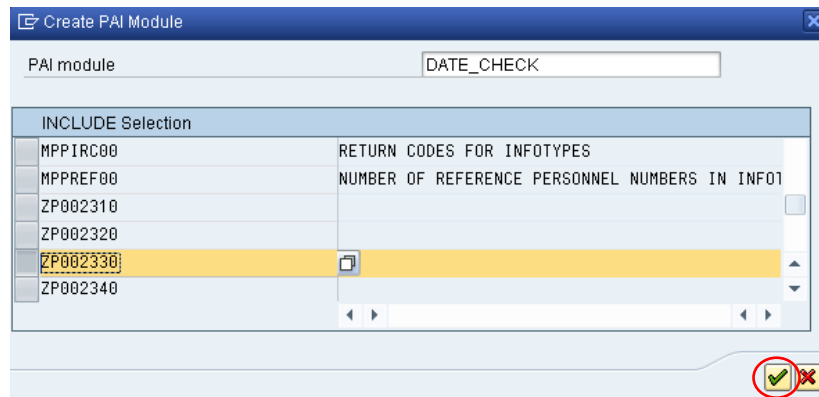 Create PAI Module
PAI module DATE_CHECK
INCLUDE Selection
MPPIRC00 RETURN CODES FOR INFOTYPES
MPPREF00 NUMBER OF REFERENCE PERSONNEL NUMBERS IN INFOT
ZP002310
ZP002320
ZP002330
ZP002340